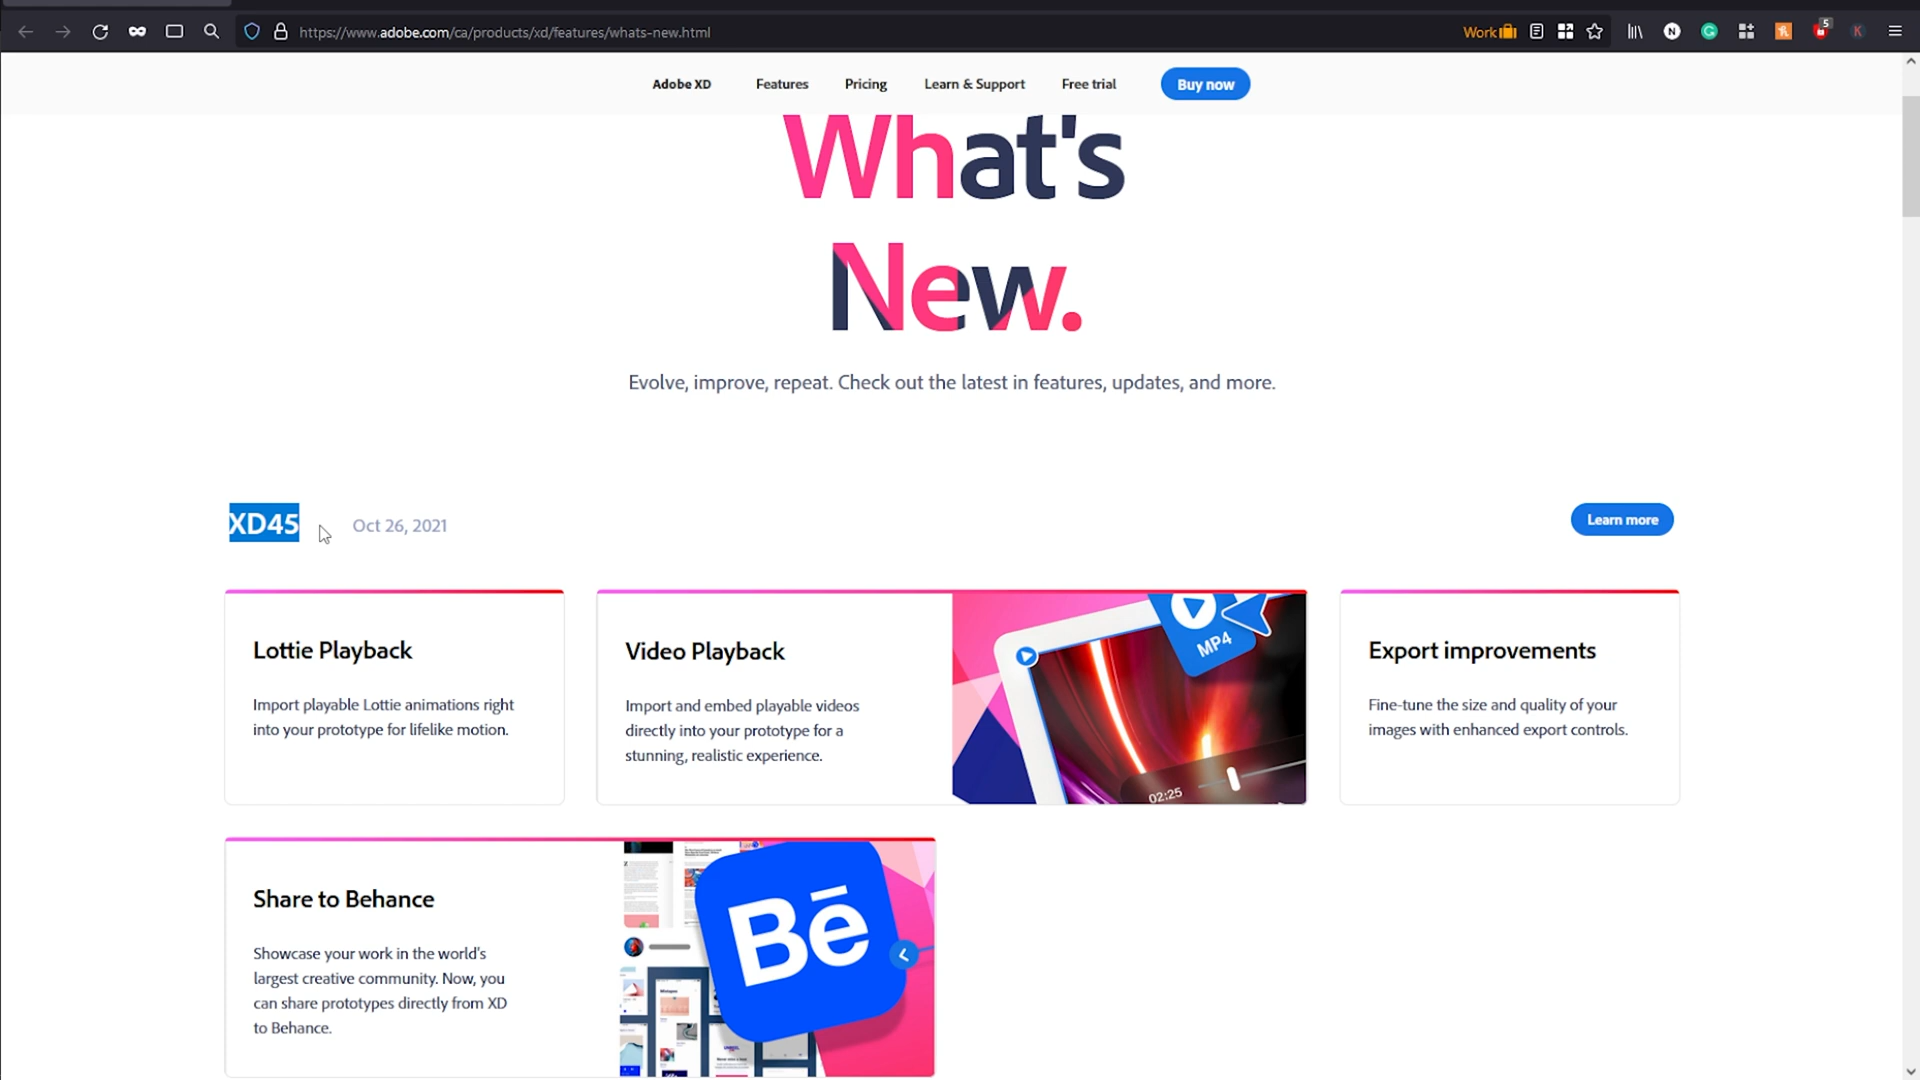 https://www.adobe.com/ca/products/xd/features/whats-new.html
Work
5
Adobe XD
Features
Pricing
Learn & Support
Free trial
Buy now
What's
New.
Evolve, improve, repeat. Check out the latest in features, updates, and more.
XD45
Oct 26, 2021
Learn more
Lottie Playback
Import playable Lottie animations right
into your prototype for lifelike motion.
Video Playback
Import and embed playable videos
directly into your prototype for a
stunning, realistic experience.
MP4
02:25
Export improvements
Fine-tune the size and quality of your
images with enhanced export controls.
Share to Behance
Showcase your work in the world's
largest creative community. Now, you
can share prototypes directly from XD
to Behance.
Bē